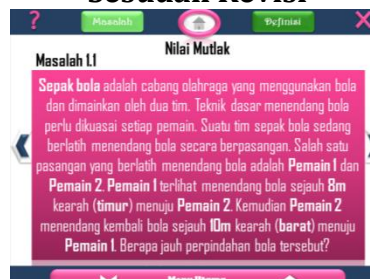 Sesudah Revisi
? Masalah Definisi X
Nilai Mutlak
Masalah 1.1
Sepak bola adalah cabang olahraga yang menggunakan bola
dan dimainkan oleh dua tim. Teknik dasar menendang bola
perlu dikuasai setiap pemain. Suatu tim sepak bola sedang
berlatih menendang bola secara berpasangan. Salah satu
pasangan yang berlatih menendang bola adalah Pemain 1 dan
Pemain 2. Pemain 1 terlihat menendang bola sejauh 8m
kearah (timur) menuju Pemain 2. Kemudian Pemain 2
menendang kembali bola sejauh 10m kearah (barat) menuju
Pemain 1. Berapa jauh perpindahan bola tersebut?